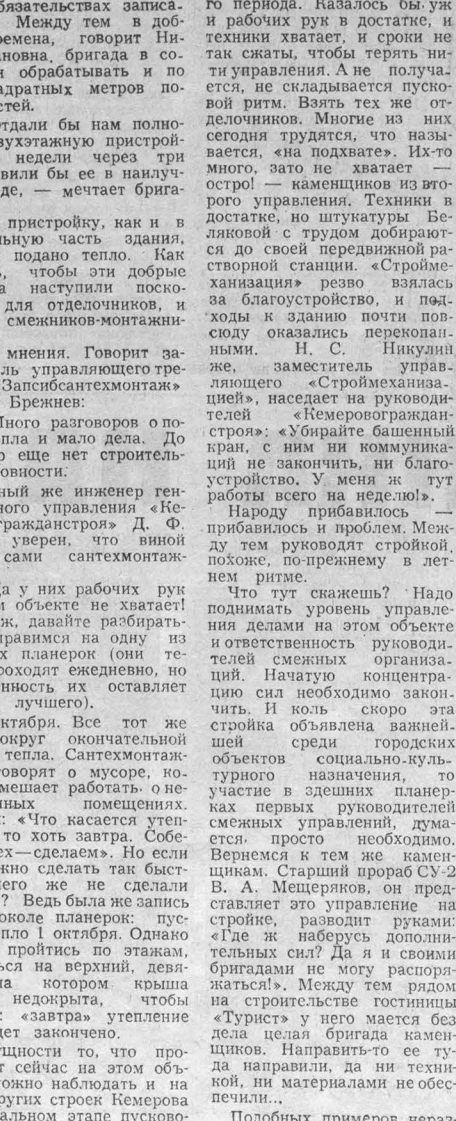 бязательствах записа-
Между тем в доб-
ремена, говорит Ни-
ановна, бригада в со-
и обрабатывать и по
адратных метров по-
стей.
тдали бы нам полно-
вухэтажную пристрой-
недели через три
вили бы ее в наилуч-
де, — мечтает брига-
пристройку, как и в
льную часть здания,
подано тепло. Как
чтобы эти добрые
а наступили поско-
для отделочников, и
смежников-монтажни-
мнения. Говорит за-
ль управляющего тре-
Запсибсантехмонтаж»
Брежнев:
Много разговоров о по-
пла и мало дела. До
о еще нет строитель-
овности.
ный же инженер ген-
ного управления «Ке-
гражданстроя» Д. Ф.
уверен, что виной
сами сантехмонтаж-
Да у них рабочих рук
м объекте не хватает!
ж, давайте разбирать-
правимся на одну из
х планерок (они те-
роходят ежедневно, но
нность их оставляет
лучшего).
ктября. Все тот же
округ окончательной
тепла. Сантехмонтаж-
говорят о мусоре, ко-
мешает работать, о не-
нных помещениях.
: «Что касается утеп-
то хоть завтра. Собе-
ех—сделаем». Но если
жно сделать так быст-
чего же не сделали
? Ведь была же запись
околе планерок: пус-
пло 1 октября. Однако
пройтись по этажам,
ься на верхний, девя-
на котором крыша
недокрыта, чтобы
: «завтра» утепление
дет закончено.
ущности то, что про-
т сейчас на этом объ-
ожно наблюдать и на
ругих строек Кемерова
альном этапе пусково-
го периода. Казалось бы, уж
и рабочих рук в достатке, и
техники хватает, и сроки не
так сжаты, чтобы терять ни-
ти управления. А не получа-
ется, не складывается пуско-
вой ритм. Взять тех же от-
делочников. Многие из них
сегодня трудятся, что назы-
вается, «на подхвате». Их-то
много, зато не хватает —
остро! — каменщиков из вто-
рого управления. Техники в
достатке, но штукатуры Бе-
ляковой с трудом добирают-
ся до своей передвижной ра-
створной станции. «Стройме-
ханизация» резво взялась
за благоустройство, и под-
ходы к зданию почти пов-
сюду оказались перекопан-
ными. Н. С. Никулин
же, заместитель управ-
ляющего «Строймеханиза-
цией», наседает на руководи-
телей «Кемеровограждан-
строя»: «Убирайте башенный
кран, с ним ни коммуника-
ций не закончить, ни благо-
устройство. У меня ж тут
работы всего на неделю!».
Народу прибавилось —
прибавилось и проблем. Меж-
ду тем руководят стройкой,
похоже, по-прежнему в лет-
нем ритме.
Что тут скажешь? Надо
поднимать уровень управле-
ния делами на этом объекте
и ответственность руководи-
телей смежных организа-
ций. Начатую концентра-
цию сил необходимо закон-
чить. И коль скоро эта
стройка объявлена важней-
шей среди городских
объектов социально-куль-
турного назначения, то
участие в здешних планер-
ках первых руководителей
смежных управлений, дума-
ется, просто необходимо.
Вернемся к тем же камен-
щикам. Старший прораб СУ-2
В. А. Мещеряков, он пред-
ставляет это управление на
стройке, разводит руками:
«Где ж наберусь дополни-
тельных сил? Да я и своими
бригадами не могу распоря-
жаться!». Между тем рядом
на строительстве гостиницы
«Турист» у него мается без
дела целая бригада камен-
щиков. Направить-то ее ту-
да направили, да ни техни-
кой, ни материалами не обес-
печили...
Подобных примеров нераз-